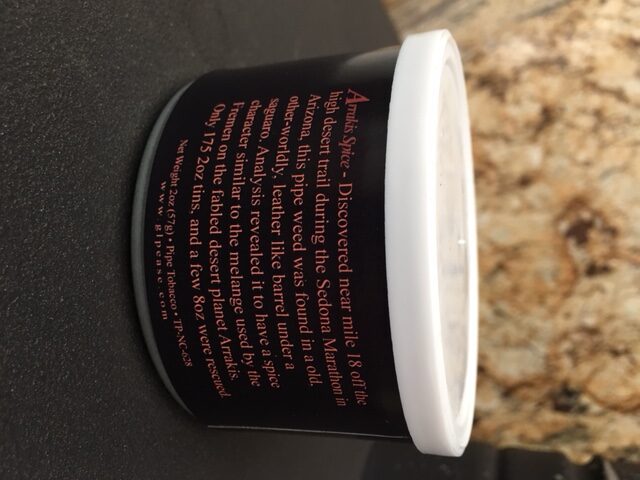 Arrakis Spice - Discovered near mile 18 off the
high desert trail during the Sedona Marathon in
Arizona, this pipe weed was found in a old.
other-worldly, leather like barrel under a
saguaro. Analysis revealed it to have a spice
character similar to the melange used by the
Fremen on the fabled desert planet Arrakis.
Only 175 2oz tins, and a few 8oz were rescued.
Net Weight 2oz (57g) • Pipe Tobacco • TP-NC-628
www.glpease.com